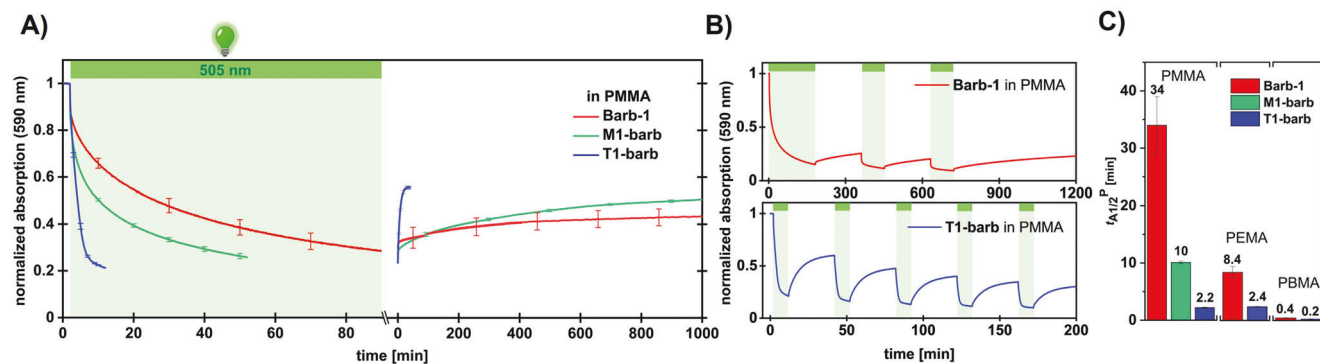 A)
505 nm
normalized absorption (590 nm)
1
0.8
0.6
0.4
0.2
0
in PMMA
Barb-1
M1-barb
T1-barb
0 20 40 60 80 0 200 400 600 800 1000
time [min]
B)
normalized absorption (590 nm)
1
0.5
0
Barb-1 in PMMA
0 300 600 900 1200
1
0.5
0
T1-barb in PMMA
0 50 100 150 200
time [min]
C)
tA1/2 P [min]
40
30
20
10
0
PMMA
34
10
2.2
PEMA
8.4
2.4
PBMA
0.4
0.2
Barb-1
M1-barb
T1-barb